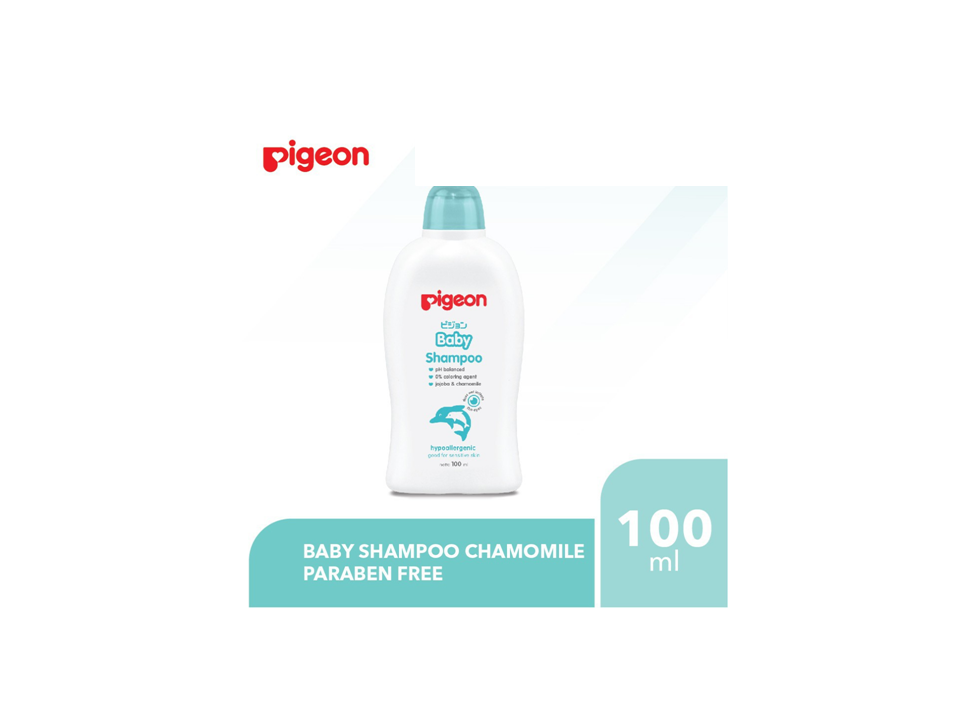 pigeon
pigeon
ピジョン
Baby
Shampoo
pH balanced
0% coloring agent
jojoba & chamomile
hypoallergenic
good for sensitive skin
netto 100 ml
BABY SHAMPOO CHAMOMILE
PARABEN FREE
100
ml